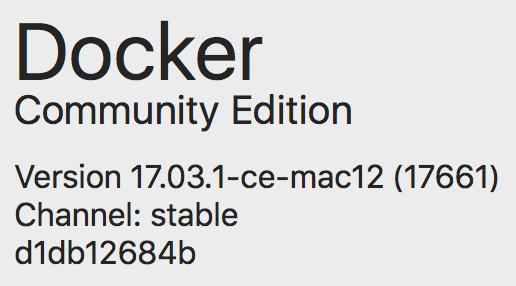 Docker
Community Edition
Version 17.03.1-ce-mac12 (17661)
Channel: stable
d1db12684b